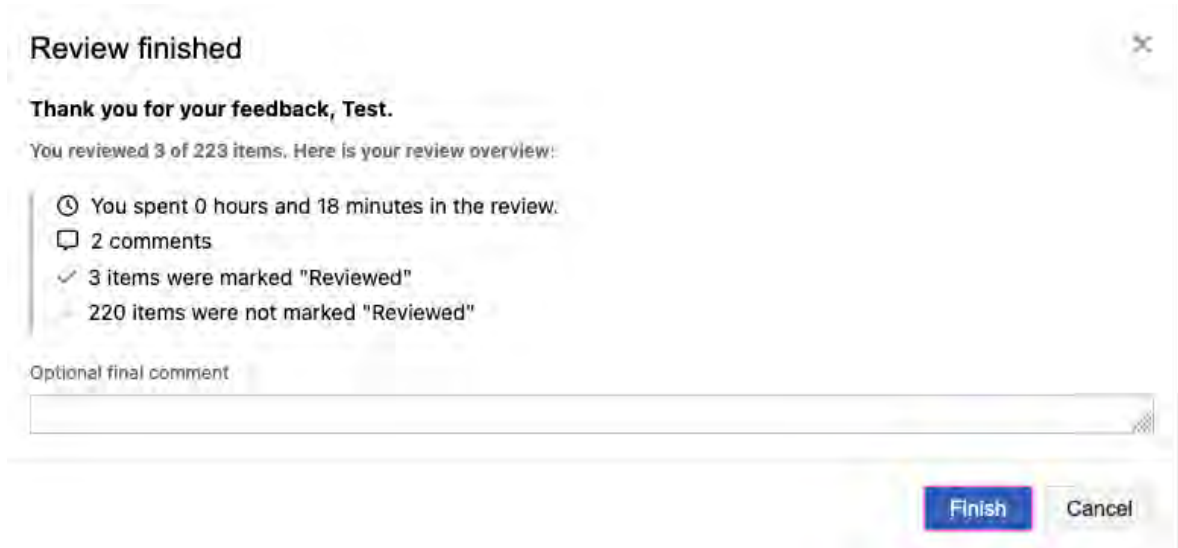 Review finished
Thank you for your feedback, Test.
You reviewed 3 of 223 items. Here is your review overview:
You spent 0 hours and 18 minutes in the review.
2 comments
3 items were marked "Reviewed"
220 items were not marked "Reviewed"
Optional final comment
Finish Cancel